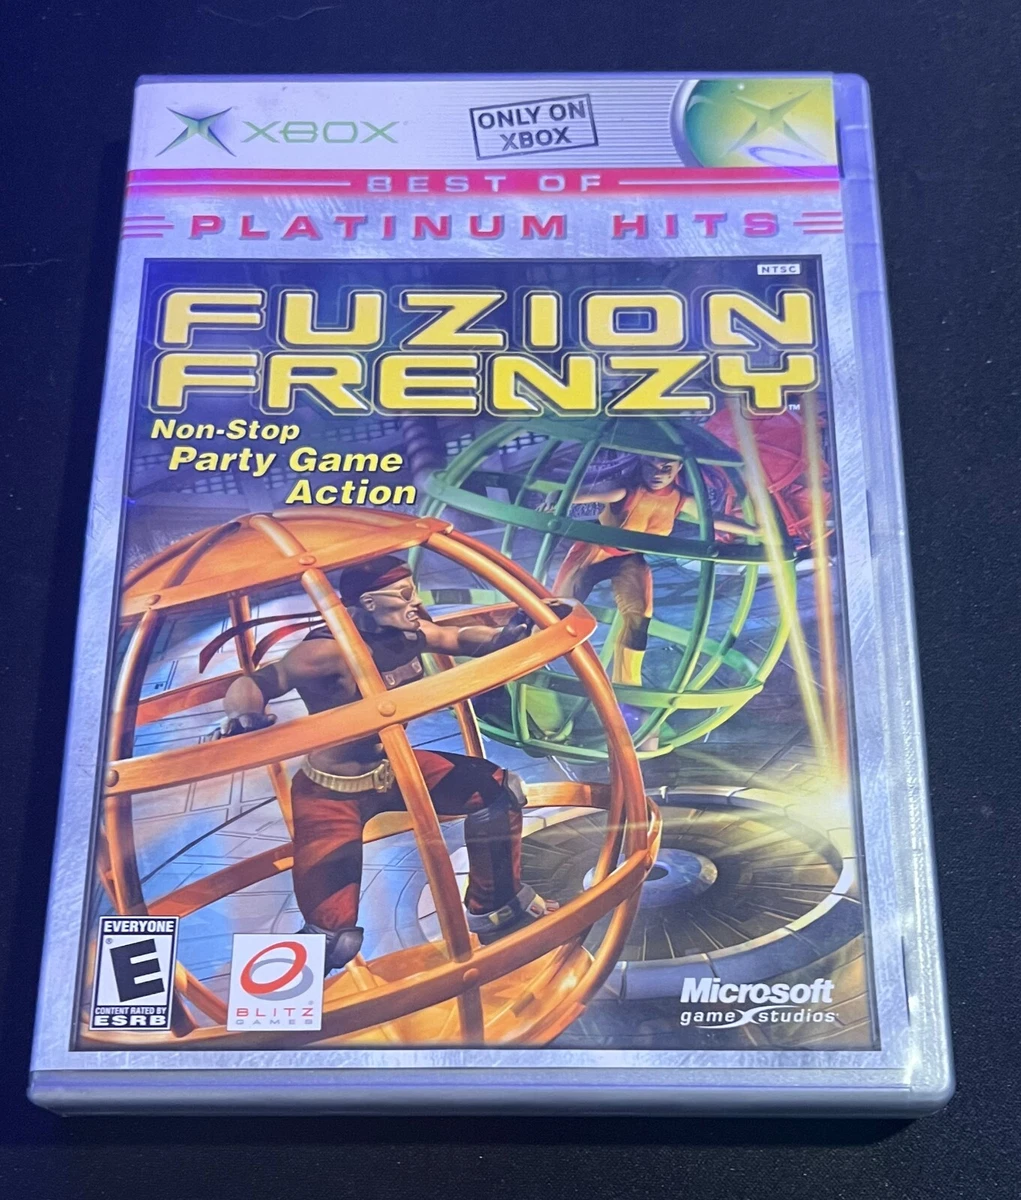 XBOX
ONLY ON
XBOX
BEST OF
PLATINUM HITS
NTSC
FUZION
FRENZY™
Non-Stop
Party Game
Action
EVERYONE
E
®
CONTENT RATED BY
ESRB
BLITZ
GAMES
®
Microsoft
game studios